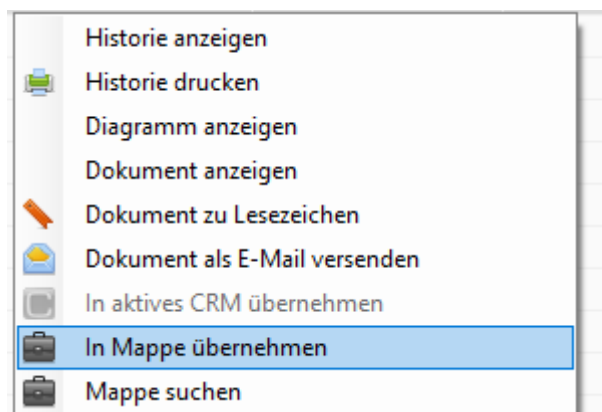 Historie anzeigen
Historie drucken
Diagramm anzeigen
Dokument anzeigen
Dokument zu Lesezeichen
Dokument als E-Mail versenden
In aktives CRM übernehmen
In Mappe übernehmen
Mappe suchen